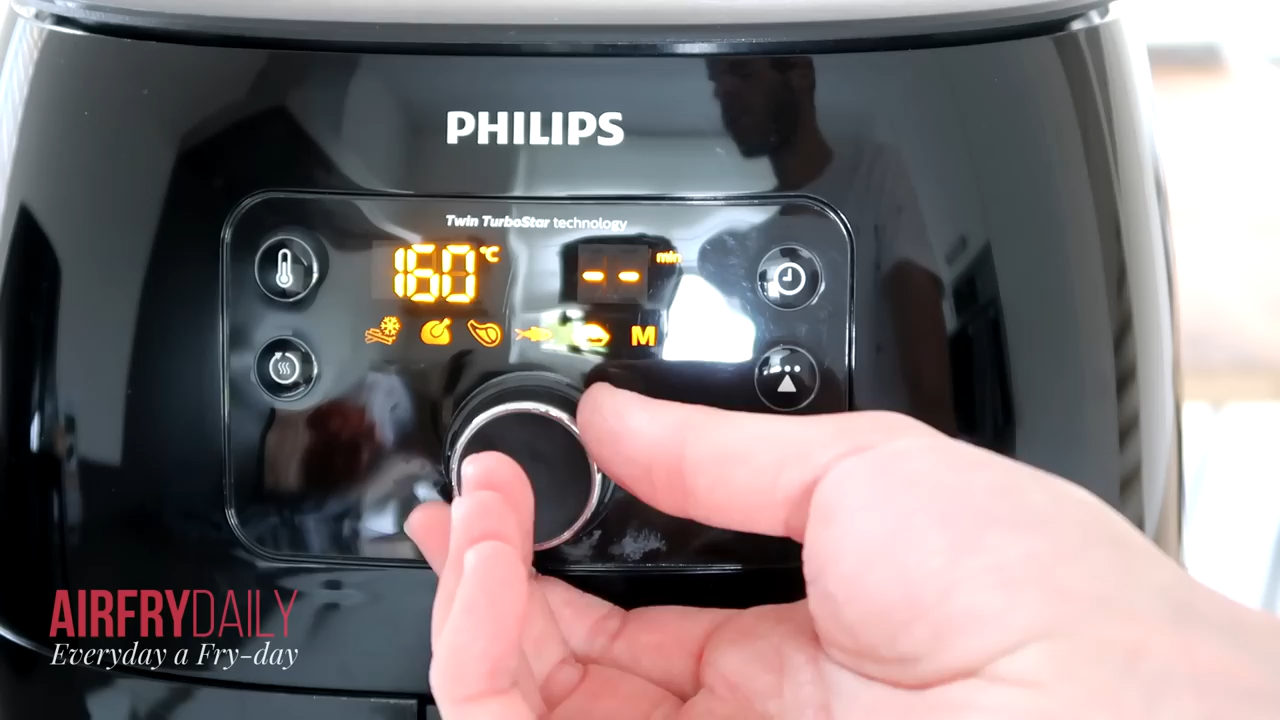 PHILIPS
Twin TurboStar technology
160 °C -- min
M
AIRFRYDAILY
Everyday a Fry-day